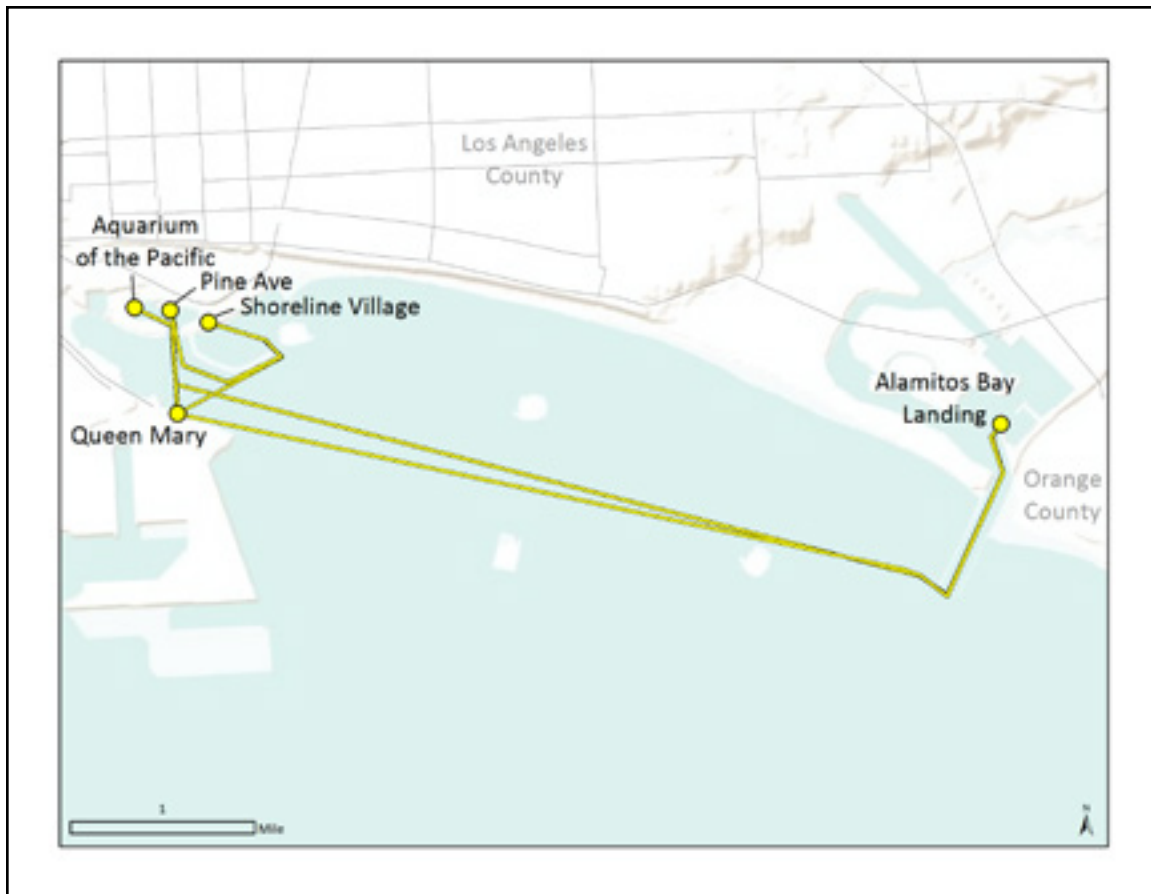 Los Angeles
County
Aquarium
of the Pacific
Pine Ave
Shoreline Village
Alamitos Bay
Landing
Queen Mary
Orange
County
1
Mile
N